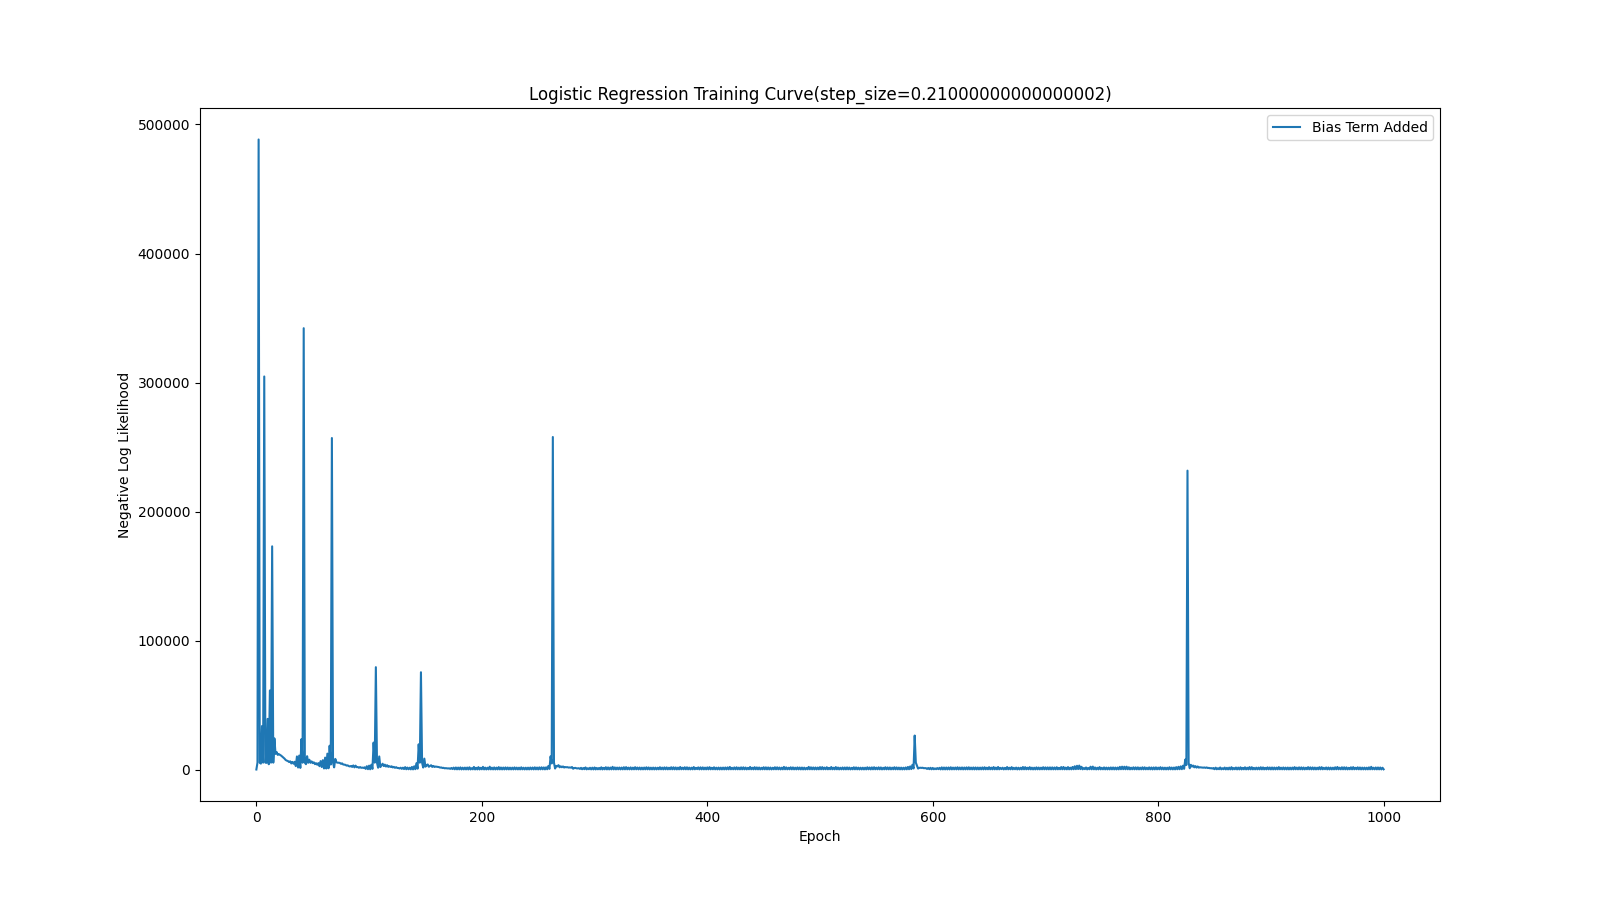 Logistic Regression Training Curve(step_size=0.21000000000000002)
Bias Term Added
500000
400000
300000
200000
100000
0
Negative Log Likelihood
0 200 400 600 800 1000
Epoch